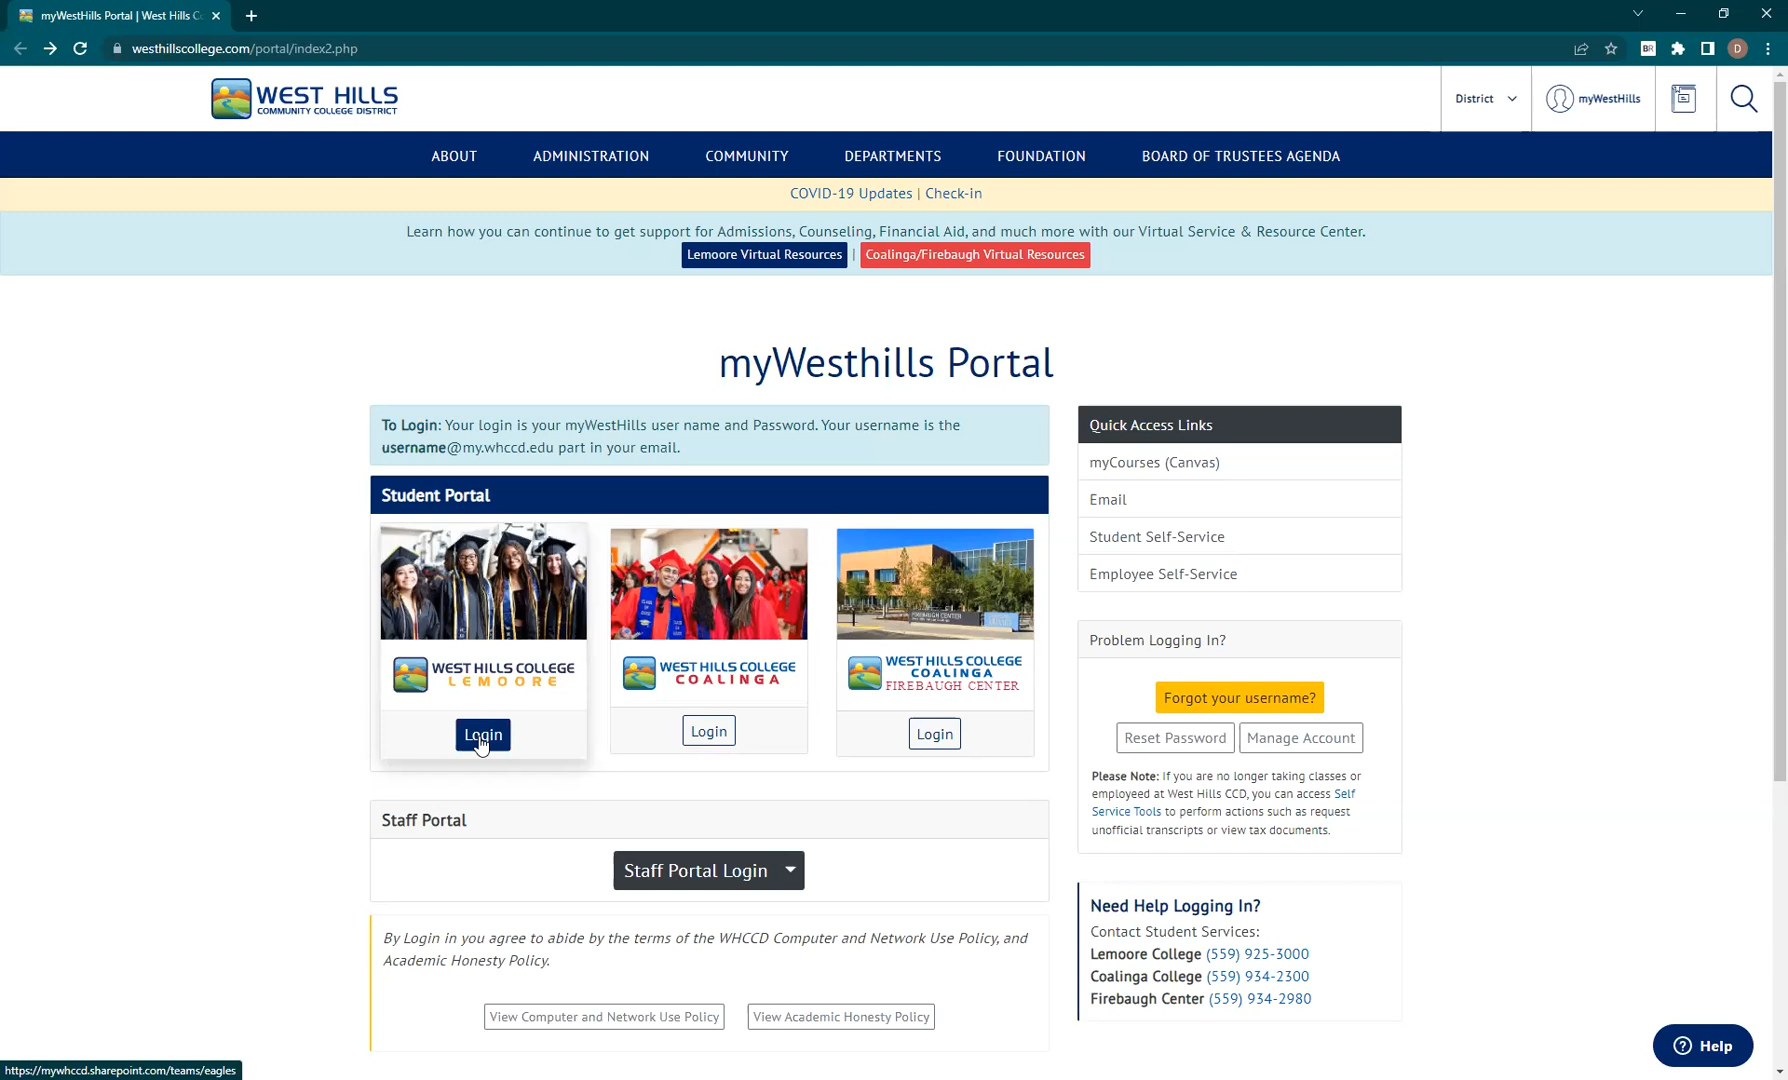 myWestHills Portal | West Hills C
westhillscollege.com/portal/index2.php
BR
D
WEST HILLS
COMMUNITY COLLEGE DISTRICT
District
myWestHills
ABOUT
ADMINISTRATION
COMMUNITY
DEPARTMENTS
FOUNDATION
BOARD OF TRUSTEES AGENDA
COVID-19 Updates | Check-in
Learn how you can continue to get support for Admissions, Counseling, Financial Aid, and much more with our Virtual Service & Resource Center.
Lemoore Virtual Resources | Coalinga/Firebaugh Virtual Resources
myWesthills Portal
To Login: Your login is your myWestHills user name and Password. Your username is the
username@my.whccd.edu part in your email.
Student Portal
WEST HILLS COLLEGE
LEMOORE
Login
WEST HILLS COLLEGE
COALINGA
Login
FIREBAUGH CENTER
WEST HILLS COLLEGE
COALINGA
FIREBAUGH CENTER
Login
Staff Portal
Staff Portal Login
By Login in you agree to abide by the terms of the WHCCD Computer and Network Use Policy, and
Academic Honesty Policy.
View Computer and Network Use Policy
View Academic Honesty Policy
Quick Access Links
myCourses (Canvas)
Email
Student Self-Service
Employee Self-Service
Problem Logging In?
Forgot your username?
Reset Password
Manage Account
Please Note: If you are no longer taking classes or
employeed at West Hills CCD, you can access Self
Service Tools to perform actions such as request
unofficial transcripts or view tax documents.
Need Help Logging In?
Contact Student Services:
Lemoore College (559) 925-3000
Coalinga College (559) 934-2300
Firebaugh Center (559) 934-2980
Help
https://mywhccd.sharepoint.com/teams/eagles